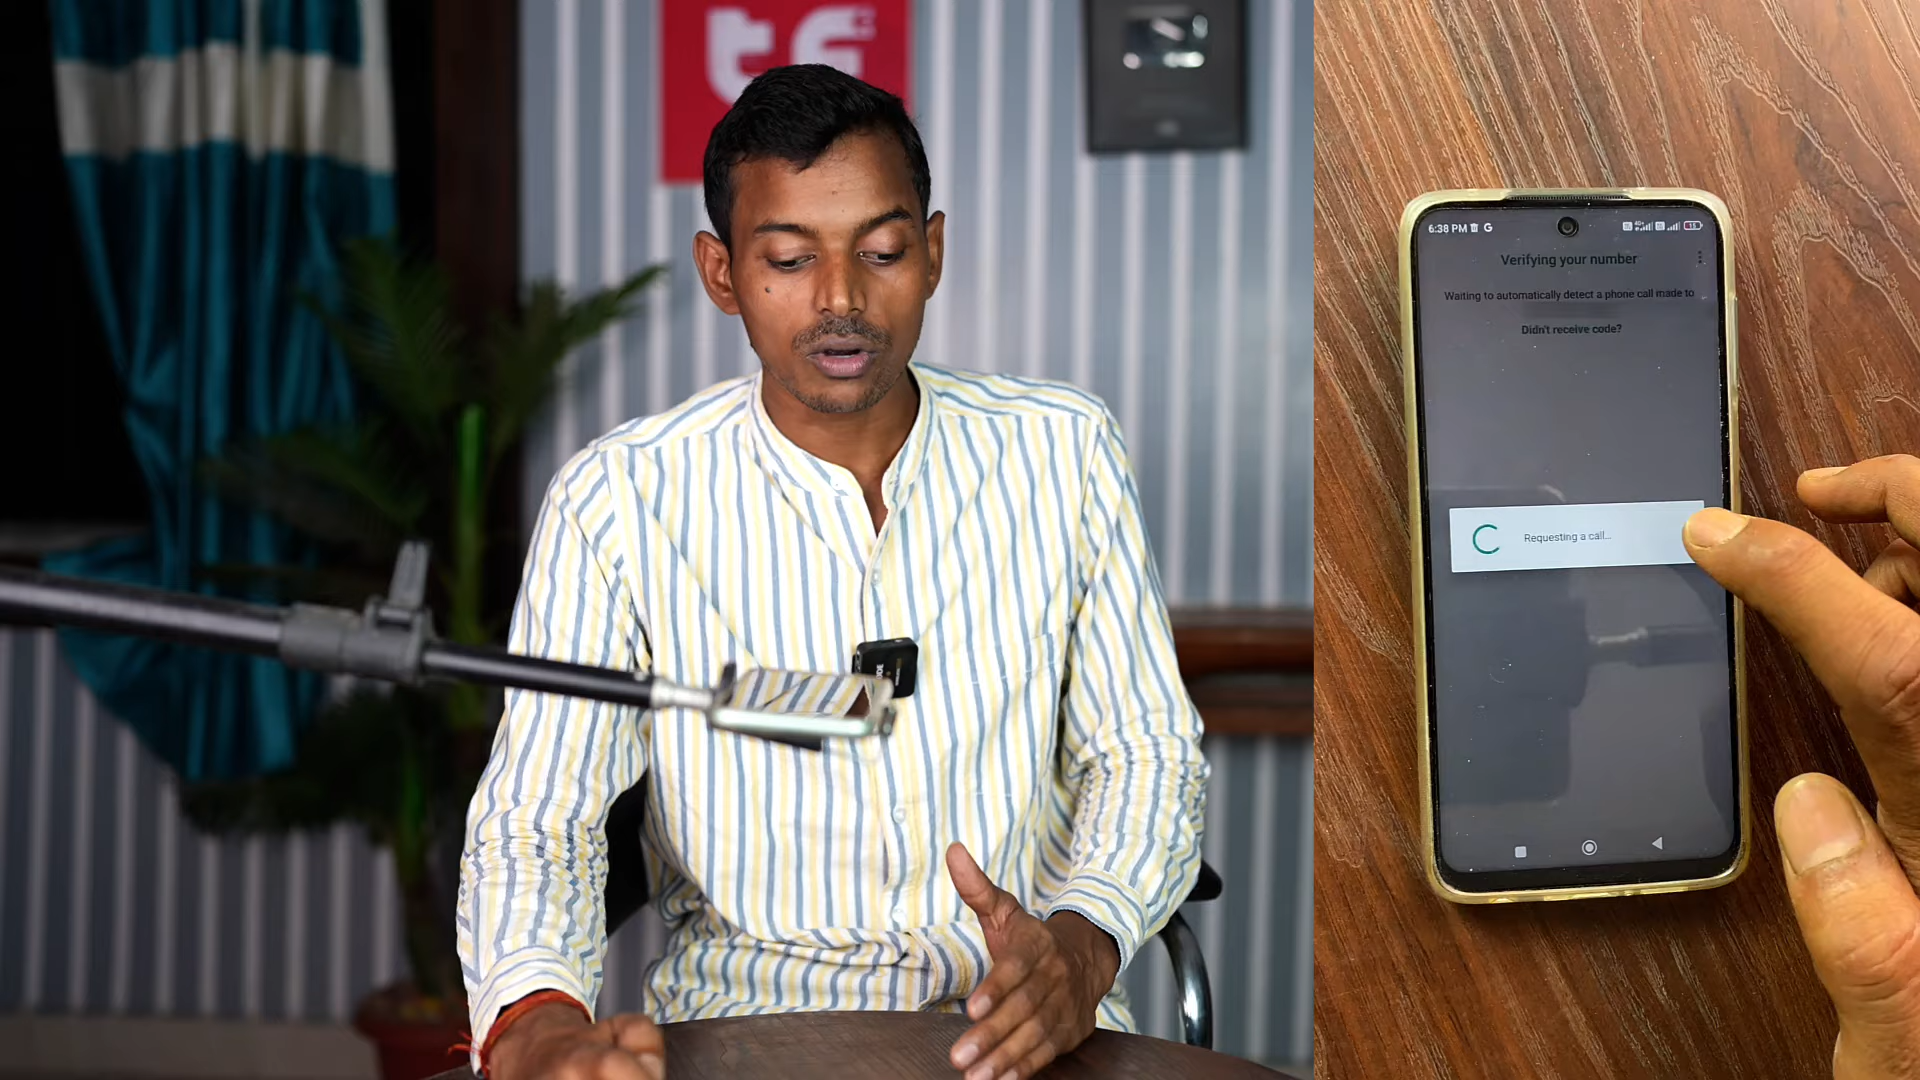 tf
6:38 PM
Verifying your number
Waiting to automatically detect a phone call made to
Didn't receive code?
Requesting a call...